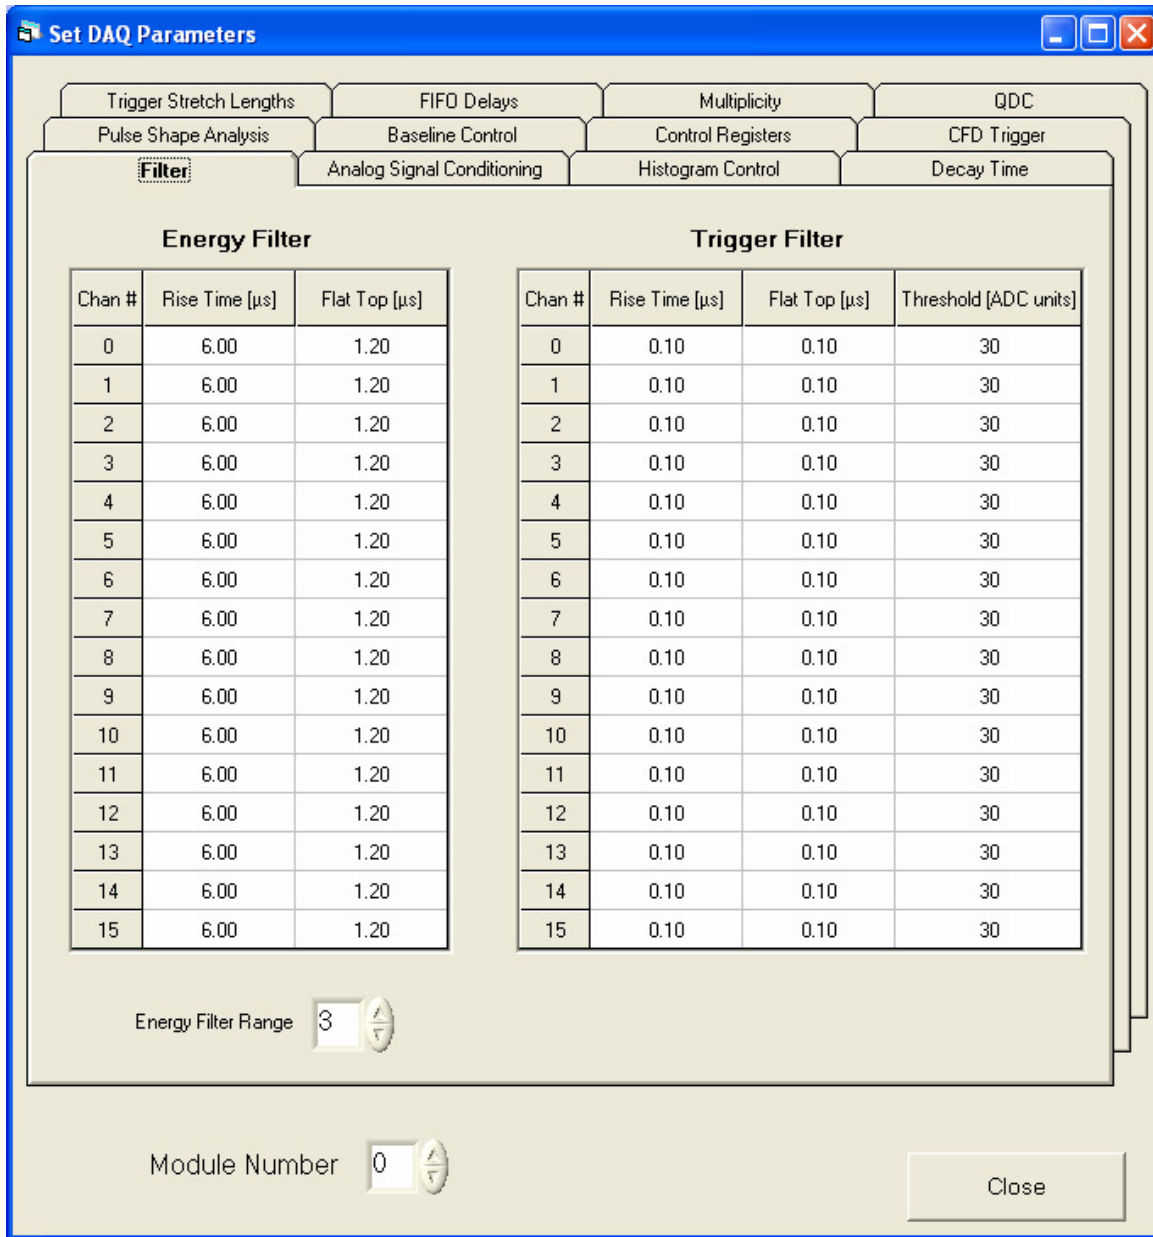 Set DAQ Parameters
Trigger Stretch Lengths FIFO Delays Multiplicity QDC
Pulse Shape Analysis Baseline Control Control Registers CFD Trigger
Filter Analog Signal Conditioning Histogram Control Decay Time
Energy Filter Trigger Filter
Chan # Rise Time [µs] Flat Top [µs] Chan # Rise Time [µs] Flat Top [µs] Threshold [ADC units]
0 6.00 1.20 0 0.10 0.10 30
1 6.00 1.20 1 0.10 0.10 30
2 6.00 1.20 2 0.10 0.10 30
3 6.00 1.20 3 0.10 0.10 30
4 6.00 1.20 4 0.10 0.10 30
5 6.00 1.20 5 0.10 0.10 30
6 6.00 1.20 6 0.10 0.10 30
7 6.00 1.20 7 0.10 0.10 30
8 6.00 1.20 8 0.10 0.10 30
9 6.00 1.20 9 0.10 0.10 30
10 6.00 1.20 10 0.10 0.10 30
11 6.00 1.20 11 0.10 0.10 30
12 6.00 1.20 12 0.10 0.10 30
13 6.00 1.20 13 0.10 0.10 30
14 6.00 1.20 14 0.10 0.10 30
15 6.00 1.20 15 0.10 0.10 30
Energy Filter Range 3
Module Number 0
Close